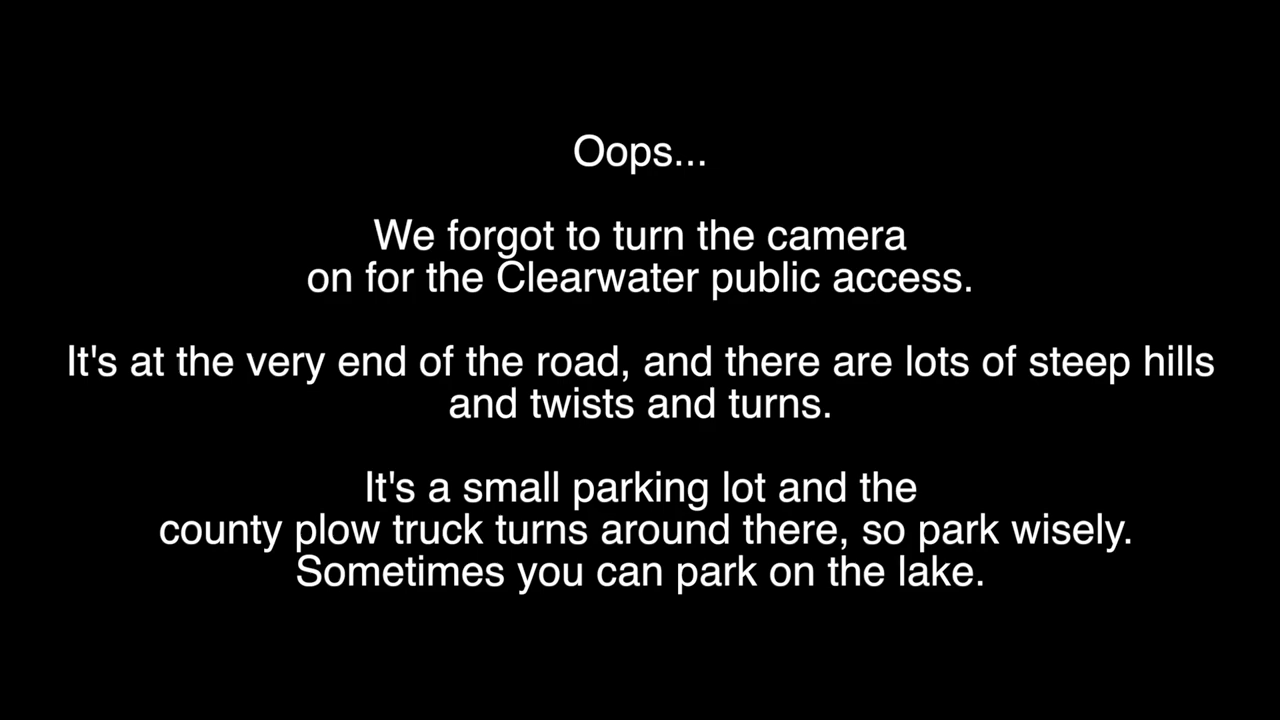 Oops...
We forgot to turn the camera
on for the Clearwater public access.
It's at the very end of the road, and there are lots of steep hills
and twists and turns.
It's a small parking lot and the
county plow truck turns around there, so park wisely.
Sometimes you can park on the lake.